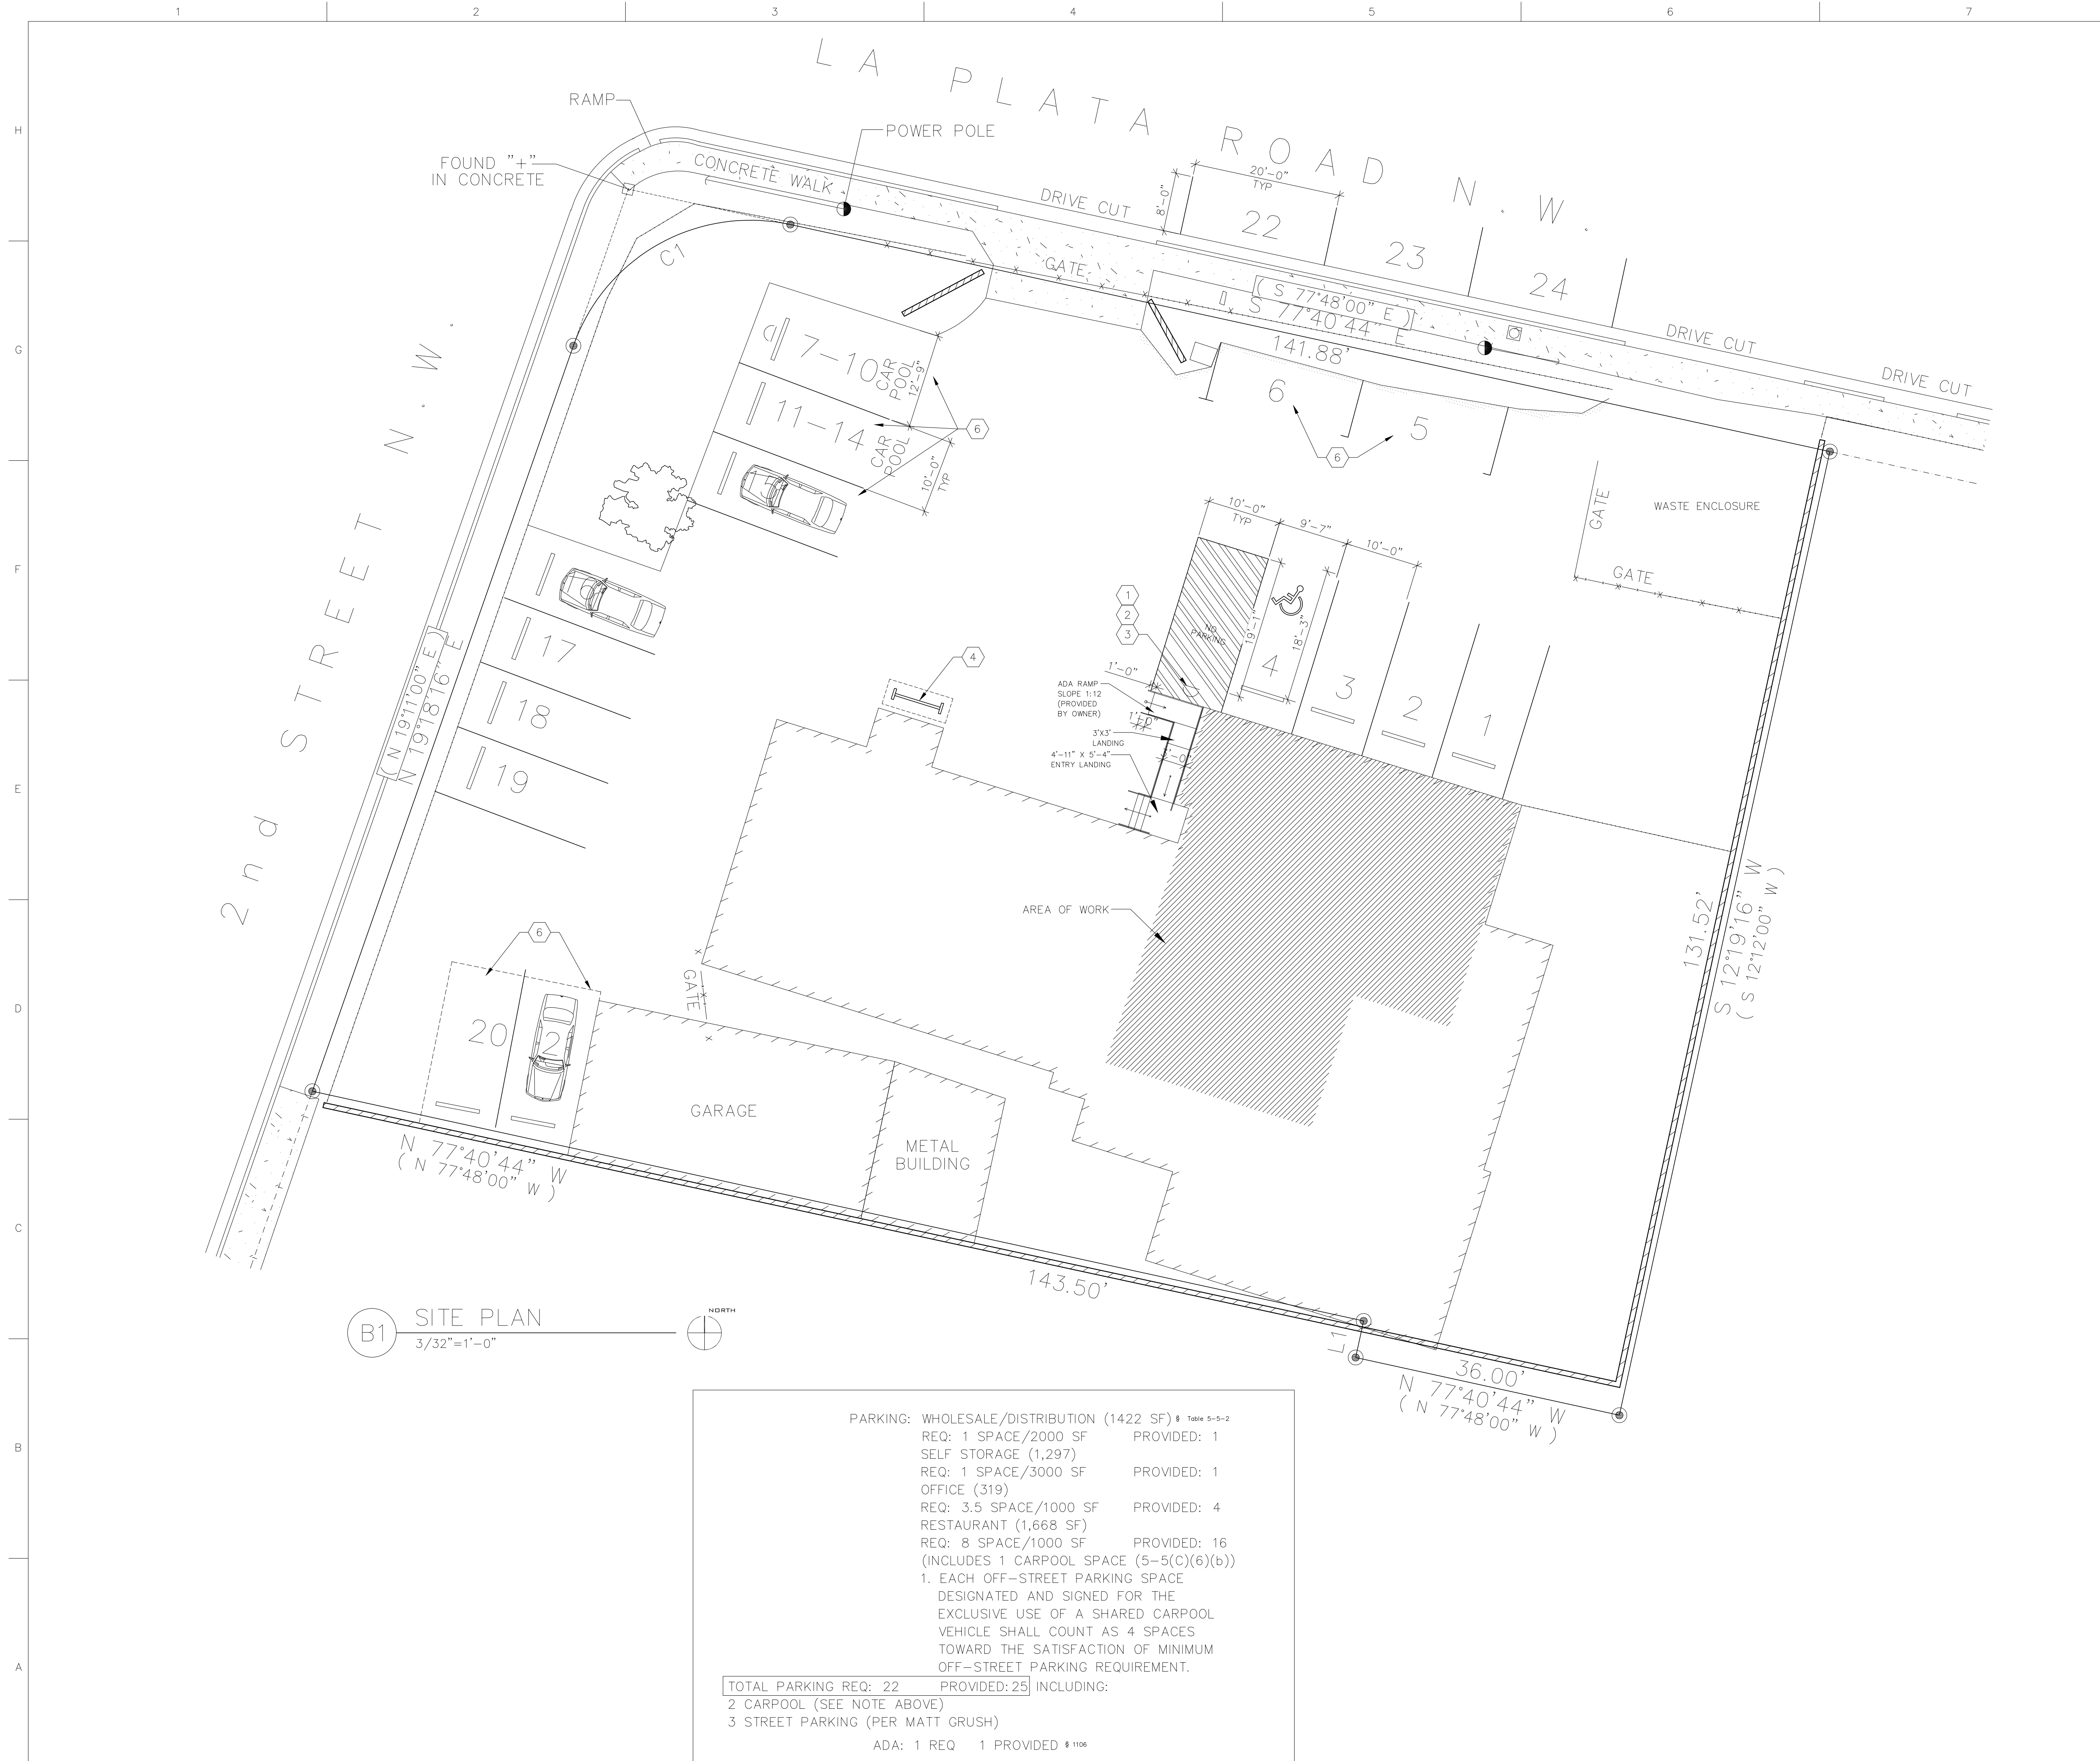 1 2 3 4 5 6 7
H
G
F
E
D
C
B
A
LA PLATA ROAD N.W.
2nd STREET N.W.
RAMP
POWER POLE
FOUND "+"
IN CONCRETE
CONCRETE WALK
DRIVE CUT
20'-0"
TYP
8'-0"
22
23
24
DRIVE CUT
DRIVE CUT
C1
GATE
( S 77°48'00" E )
S 77°40'44" E
141.88'
7-10
CAR
POOL
12'-9"
11-14
CAR
POOL
10'-0"
TYP
6
6
5
6
GATE
WASTE ENCLOSURE
GATE
10'-0"
TYP
9'-7"
10'-0"
1
2
3
NO
PARKING
19'-1"
18'-3"
4
3
2
1
17
18
19
( N 19°11'00" E )
N 19°18'16" E
4
1'-0"
ADA RAMP
SLOPE 1:12
(PROVIDED
BY OWNER)
1'-0"
3'X3'
LANDING
4'-11" X 5'-4"
ENTRY LANDING
AREA OF WORK
131.52'
S 12°19'16" W
( S 12°12'00" W )
6
20
2
GATE
GARAGE
METAL
BUILDING
N 77°40'44" W
( N 77°48'00" W )
143.50'
L1
36.00'
N 77°40'44" W
( N 77°48'00" W )
B1
SITE PLAN
3/32"=1'-0"
NORTH
PARKING: WHOLESALE/DISTRIBUTION (1422 SF) § Table 5-5-2
REQ: 1 SPACE/2000 SF PROVIDED: 1
SELF STORAGE (1,297)
REQ: 1 SPACE/3000 SF PROVIDED: 1
OFFICE (319)
REQ: 3.5 SPACE/1000 SF PROVIDED: 4
RESTAURANT (1,668 SF)
REQ: 8 SPACE/1000 SF PROVIDED: 16
(INCLUDES 1 CARPOOL SPACE (5-5(C)(6)(b))
1. EACH OFF-STREET PARKING SPACE
DESIGNATED AND SIGNED FOR THE
EXCLUSIVE USE OF A SHARED CARPOOL
VEHICLE SHALL COUNT AS 4 SPACES
TOWARD THE SATISFACTION OF MINIMUM
OFF-STREET PARKING REQUIREMENT.
TOTAL PARKING REQ: 22 PROVIDED: 25 INCLUDING:
2 CARPOOL (SEE NOTE ABOVE)
3 STREET PARKING (PER MATT GRUSH)
ADA: 1 REQ 1 PROVIDED § 1106